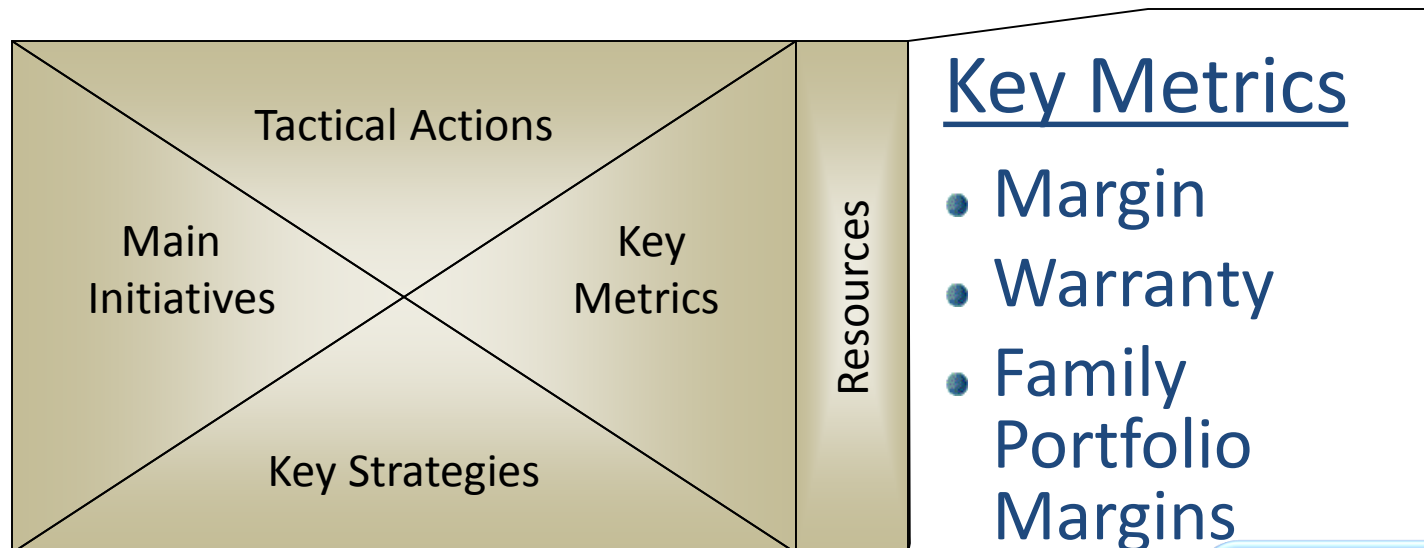 Tactical Actions
Main
Initiatives
Key
Metrics
Key Strategies
Resources
Key Metrics
Margin
Warranty
Family
Portfolio
Margins